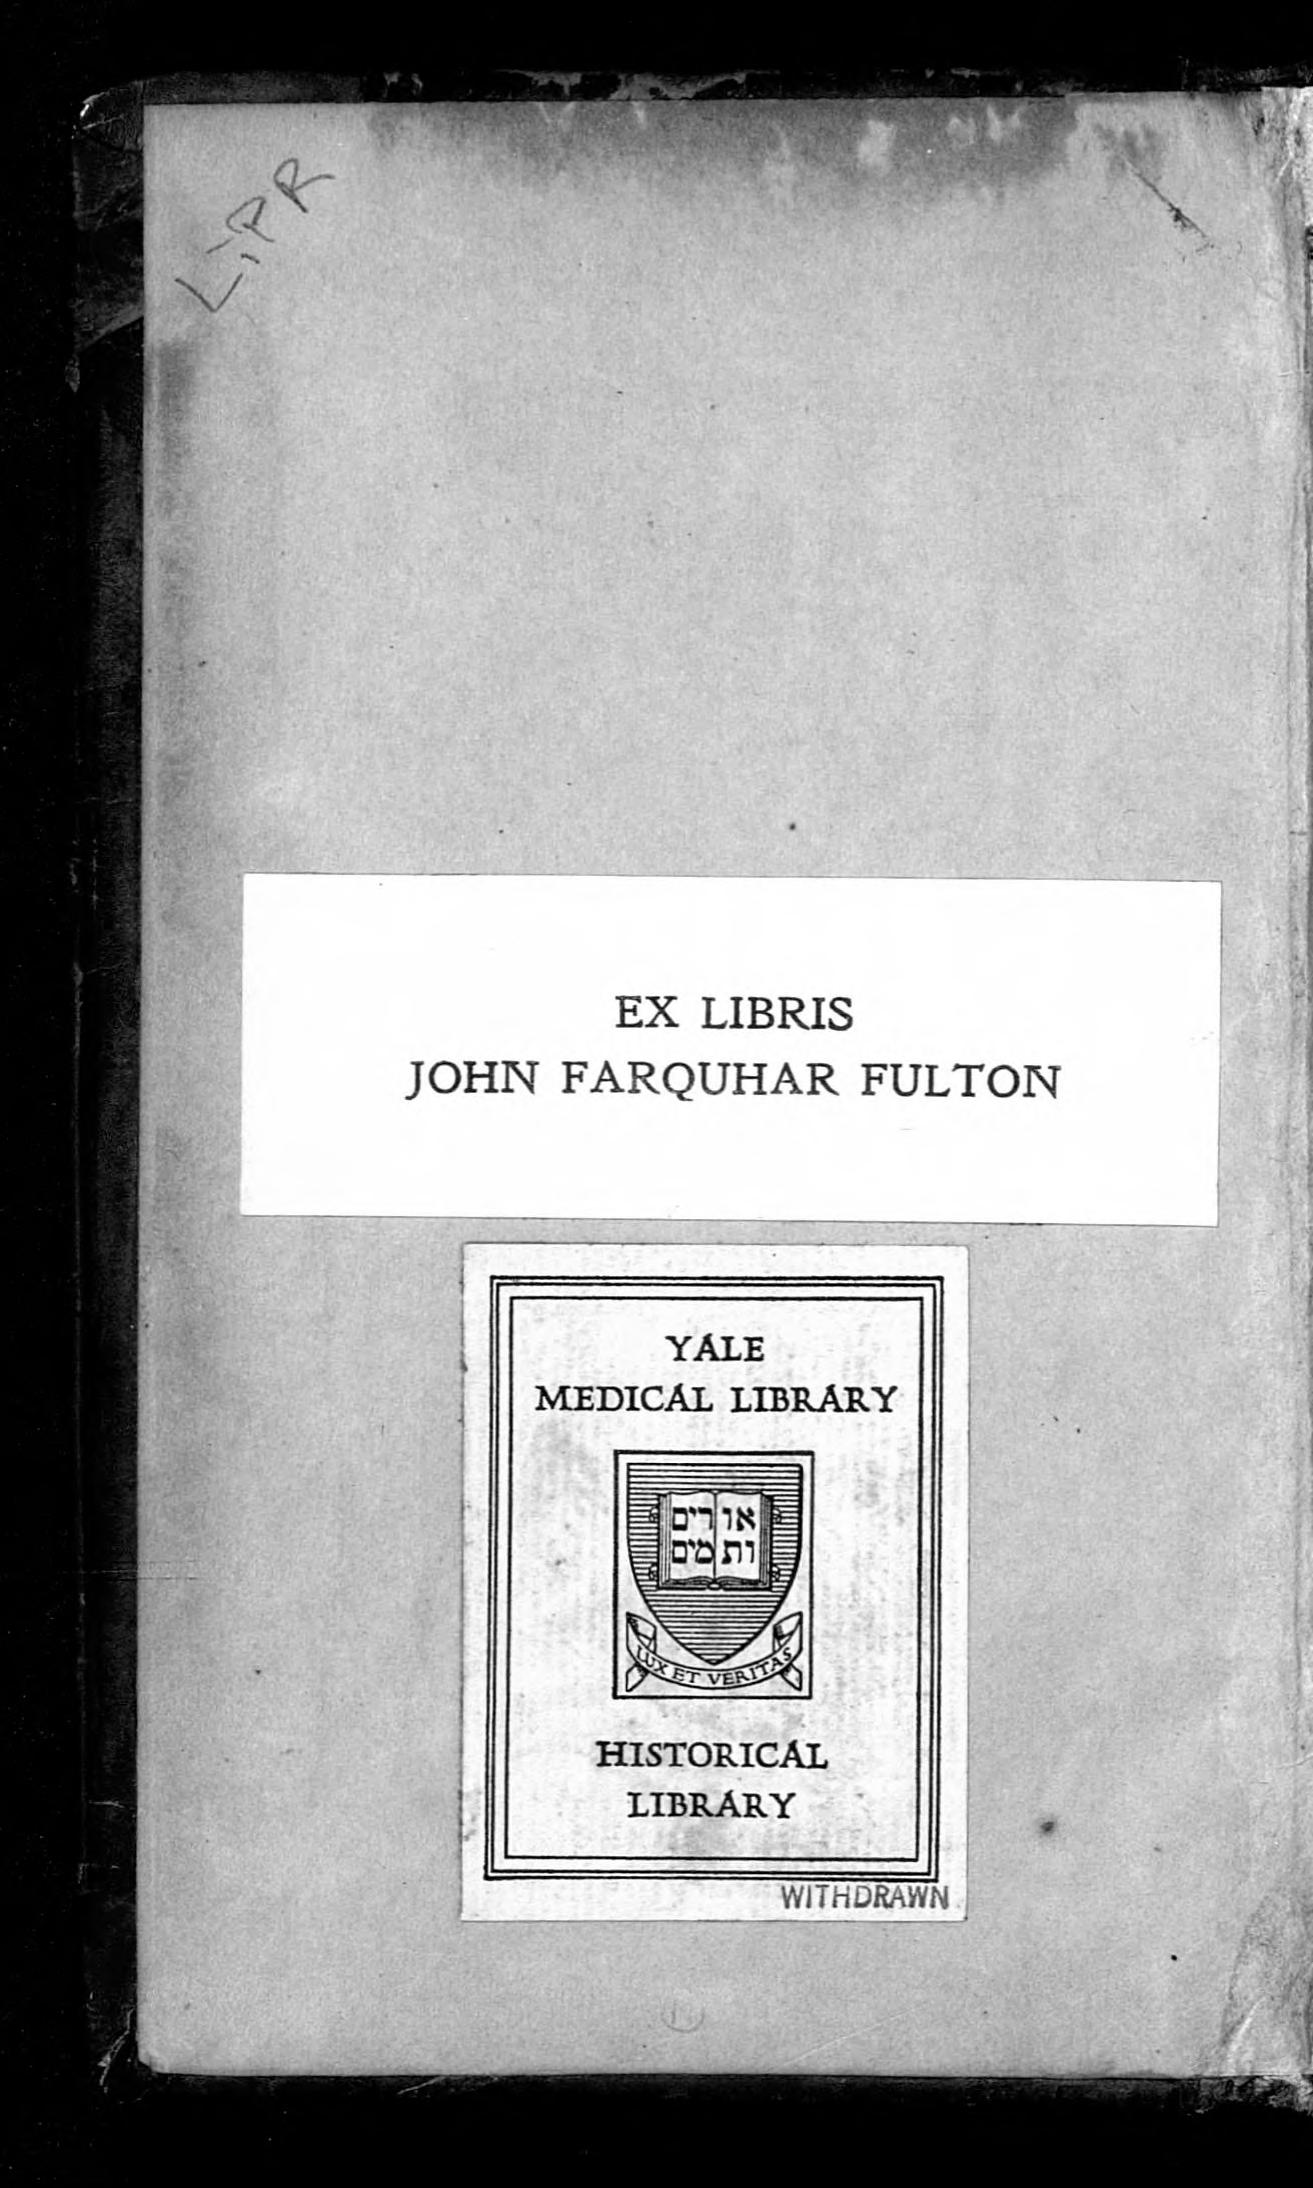 LiPR
EX LIBRIS
JOHN FARQUHAR FULTON
YALE
MEDICAL LIBRARY
אורים
ותמים
LUX ET VERITAS
HISTORICAL
LIBRARY
WITHDRAWN